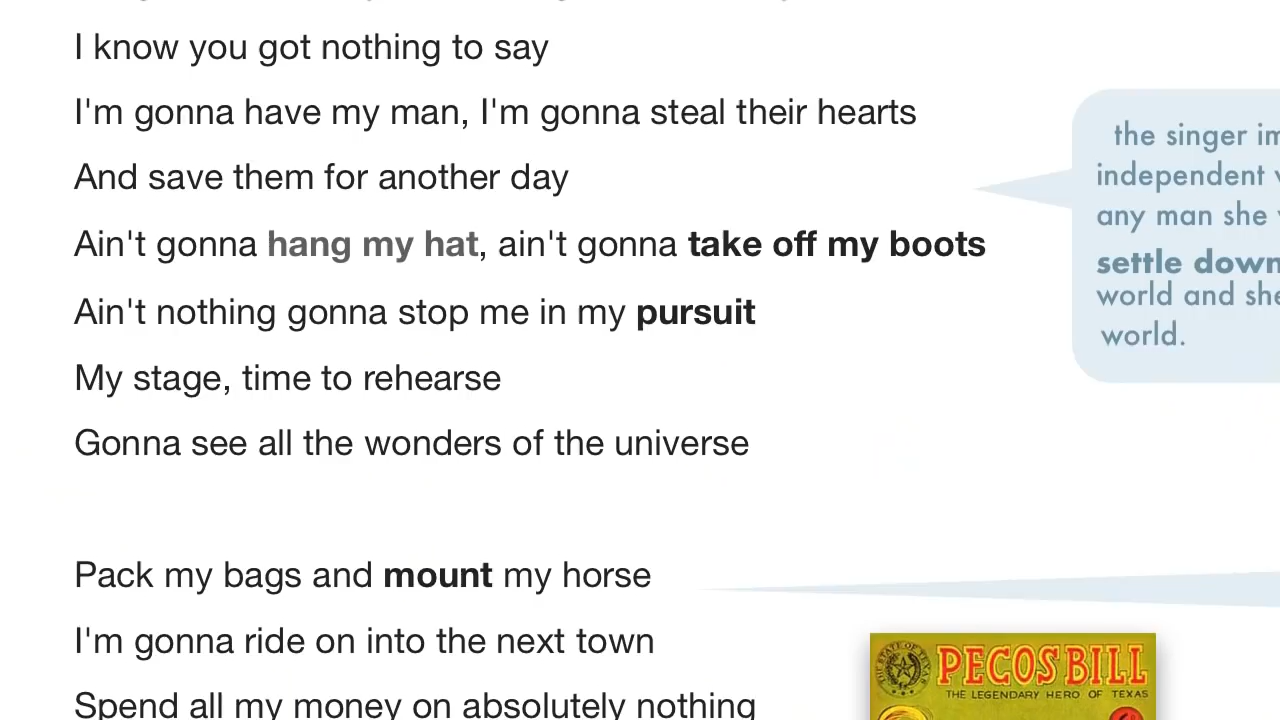 I know you got nothing to say
I'm gonna have my man, I'm gonna steal their hearts
And save them for another day
Ain't gonna hang my hat, ain't gonna take off my boots
Ain't nothing gonna stop me in my pursuit
My stage, time to rehearse
Gonna see all the wonders of the universe
the singer
independent
any man she
settle down
world and she
world.
Pack my bags and mount my horse
I'm gonna ride on into the next town
Spend all my money on absolutely nothing
THE STATE OF TEXAS
PECOS BILL
THE LEGENDARY HERO OF TEXAS